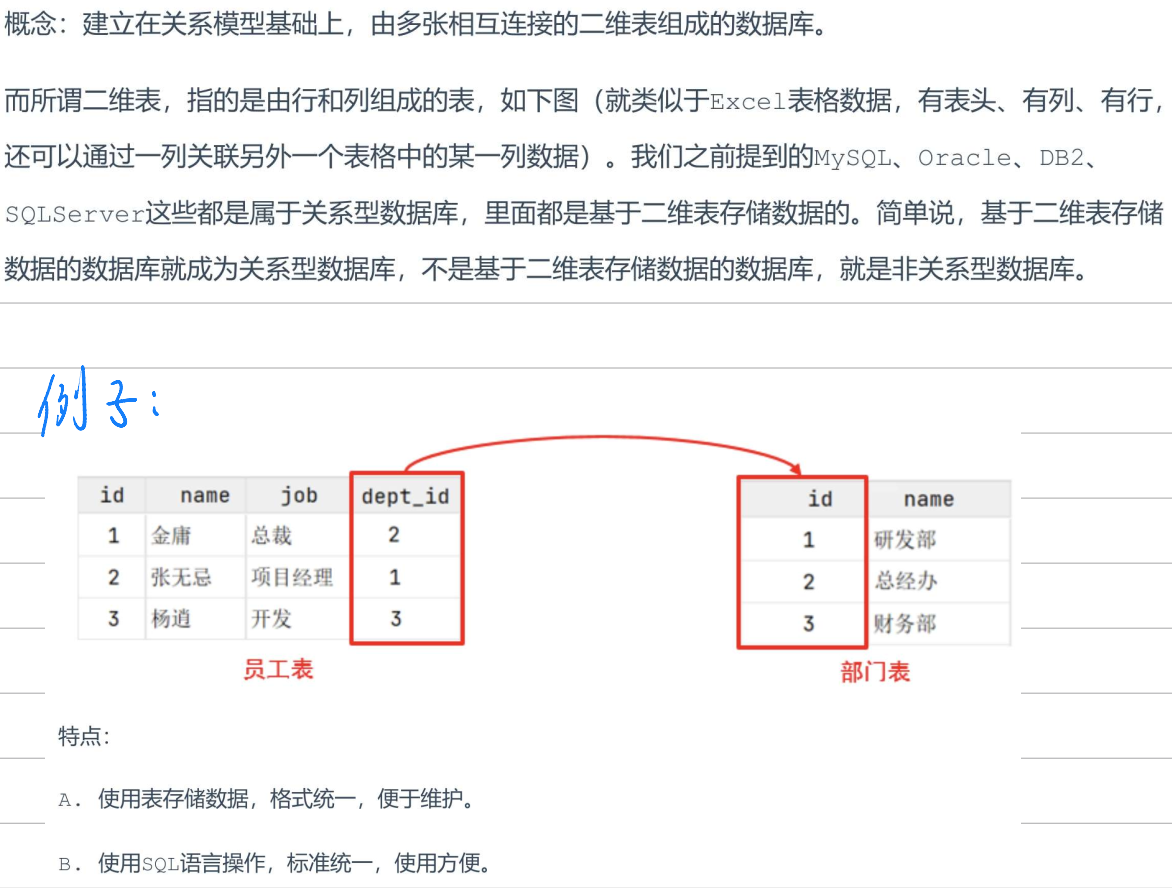 概念：建立在关系模型基础上，由多张相互连接的二维表组成的数据库。
而所谓二维表，指的是由行和列组成的表，如下图（就类似于Excel表格数据，有表头、有列、有行，
还可以通过一列关联另外一个表格中的某一列数据）。我们之前提到的MySQL、Oracle、DB2、
SQLServer这些都是属于关系型数据库，里面都是基于二维表存储数据的。简单说，基于二维表存储
数据的数据库就成为关系型数据库，不是基于二维表存储数据的数据库，就是非关系型数据库。
例子：
id name job dept_id
1 金庸 总裁 2
2 张无忌 项目经理 1
3 杨逍 开发 3
员工表
id name
1 研发部
2 总经办
3 财务部
部门表
特点：
A. 使用表存储数据，格式统一，便于维护。
B. 使用SQL语言操作，标准统一，使用方便。